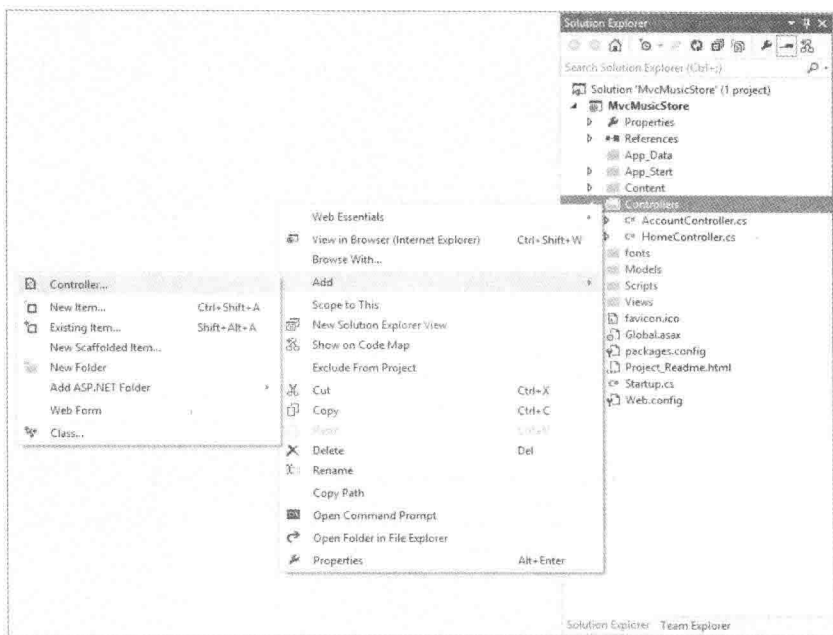 Solution Explorer
Search Solution Explorer (Ctrl+;)
Solution 'MvcMusicStore' (1 project)
MvcMusicStore
Properties
References
App_Data
App_Start
Content
Controllers
AccountController.cs
HomeController.cs
fonts
Models
Scripts
Views
favicon.ico
Global.asax
packages.config
Project_Readme.html
Startup.cs
Web.config
Web Essentials
View in Browser (Internet Explorer) Ctrl+Shift+W
Browse With...
Add
Scope to This
New Solution Explorer View
Show on Code Map
Exclude From Project
Cut Ctrl+X
Copy Ctrl+C
Delete Del
Rename
Copy Path
Open Command Prompt
Open Folder in File Explorer
Properties Alt+Enter
Controller...
New Item... Ctrl+Shift+A
Existing Item... Shift+Alt+A
New Scaffolded Item...
New Folder
Add ASP.NET Folder
Web Form
Class...
Solution Explorer Team Explorer